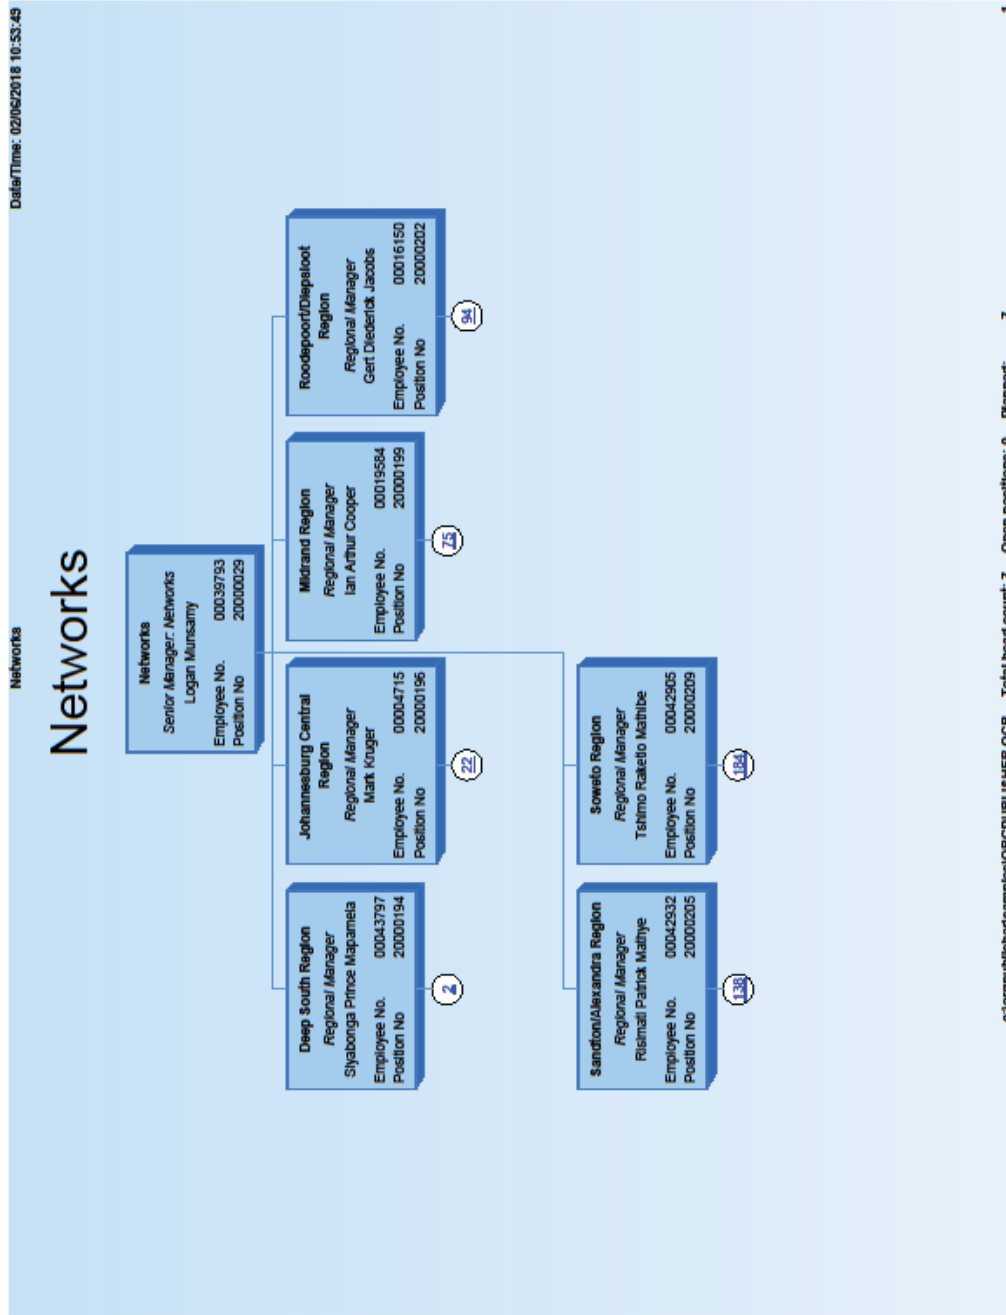 Networks
Date/Time: 02/06/2018 10:53:49
Networks
Networks
Senior Manager: Networks
Logan Munsamy
Employee No. 00039793
Position No 20000029
Deep South Region
Regional Manager
Siyabonga Prince Mapamela
Employee No. 00043797
Position No 20000194
2
Johannesburg Central
Region
Regional Manager
Mark Kruger
Employee No. 00004715
Position No 20000196
22
Midrand Region
Regional Manager
Ian Arthur Cooper
Employee No. 00019584
Position No 20000199
75
Roodepoort/Diepsloot
Region
Regional Manager
Gert Diederick Jacobs
Employee No. 00016150
Position No 20000202
94
Sandton/Alexandra Region
Regional Manager
Risimati Patrick Mathye
Employee No. 00042932
Position No 20000205
138
Soweto Region
Regional Manager
Tshimo Raketlo Mathibe
Employee No. 00042905
Position No 20000209
184